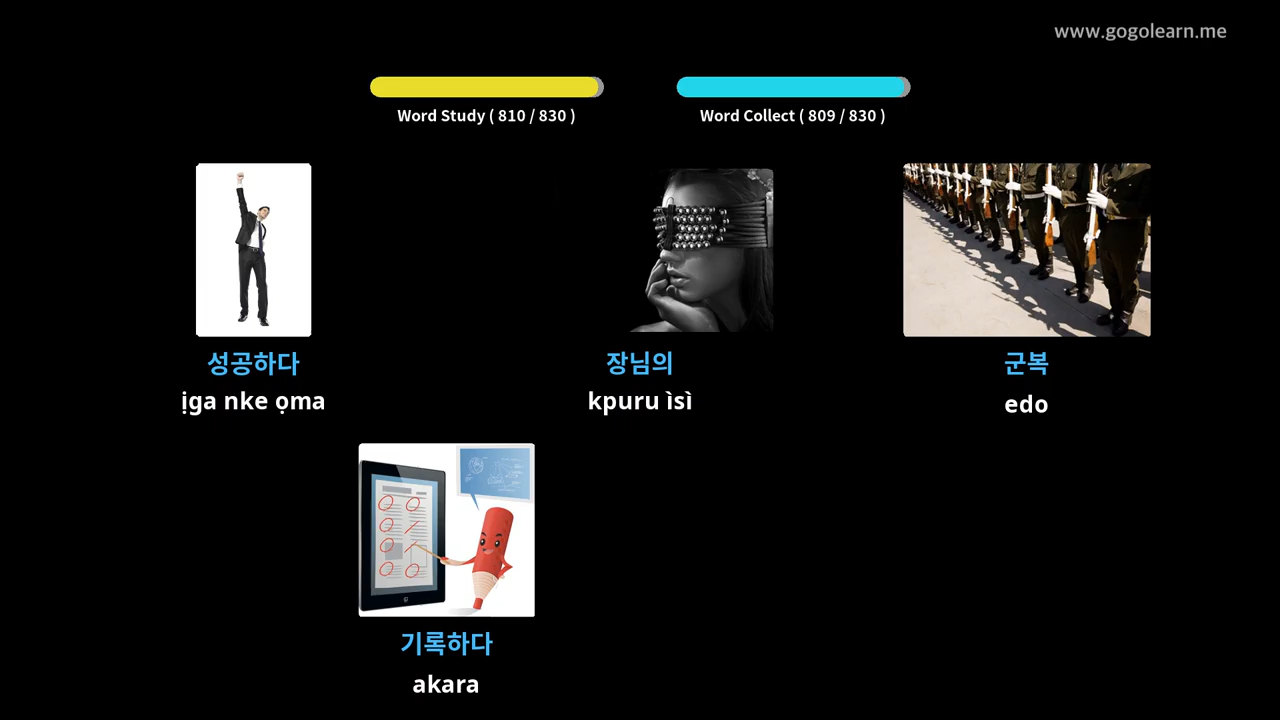 www.gogolearn.me
Word Study ( 810 / 830 )
Word Collect ( 809 / 830 )
성공하다
ịga nke ọma
장님의
kpuru ìsì
군복
edo
기록하다
akara